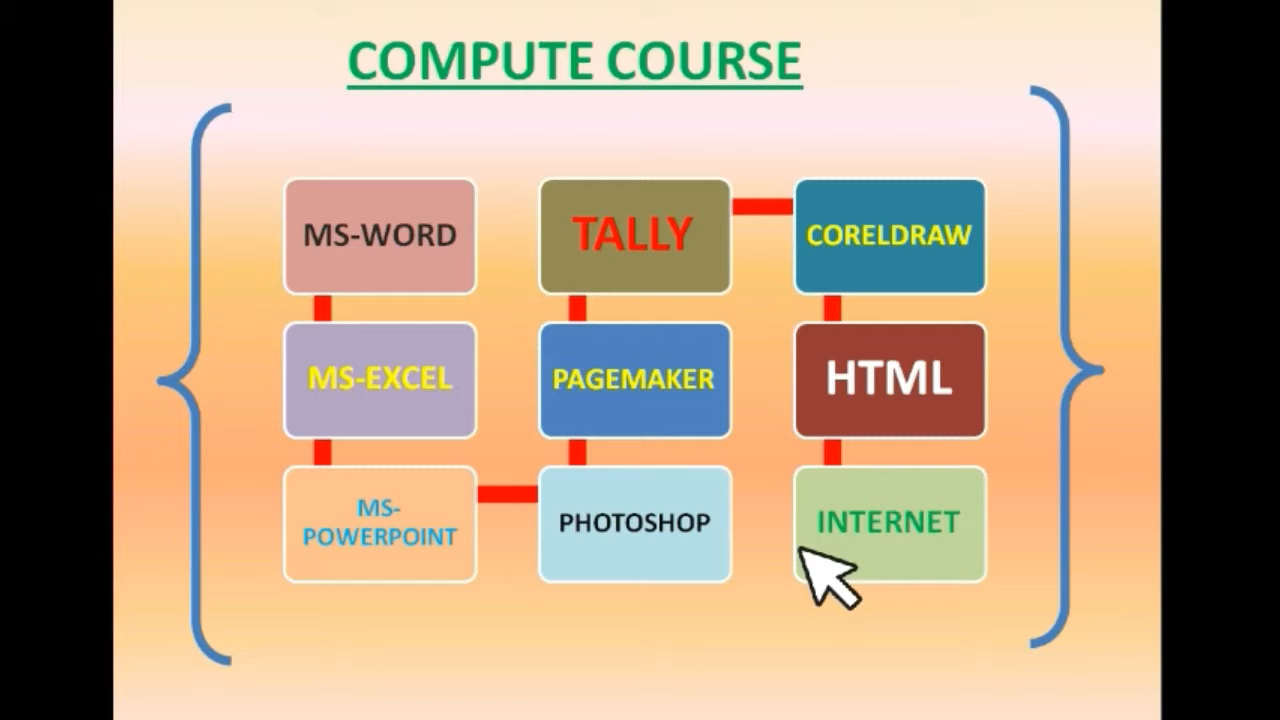 COMPUTE COURSE
MS-WORD
TALLY
CORELDRAW
MS-EXCEL
PAGEMAKER
HTML
MS-
POWERPOINT
PHOTOSHOP
INTERNET